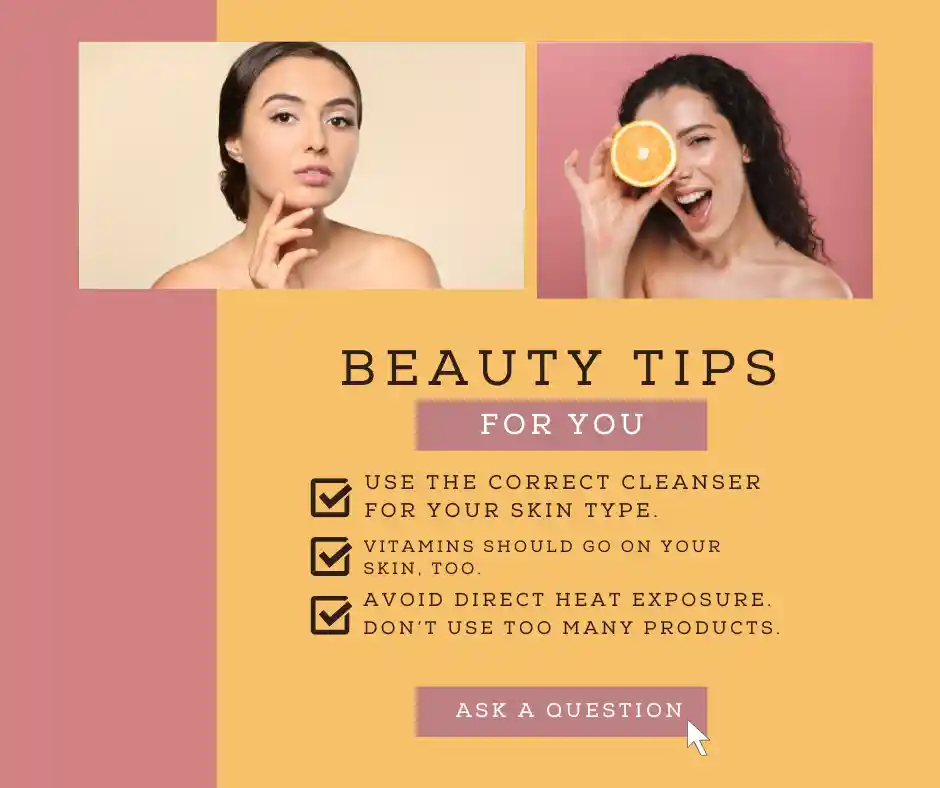 BEAUTY TIPS
FOR YOU
USE THE CORRECT CLEANSER
FOR YOUR SKIN TYPE.
VITAMINS SHOULD GO ON YOUR
SKIN, TOO.
AVOID DIRECT HEAT EXPOSURE.
DON'T USE TOO MANY PRODUCTS.
ASK A QUESTION